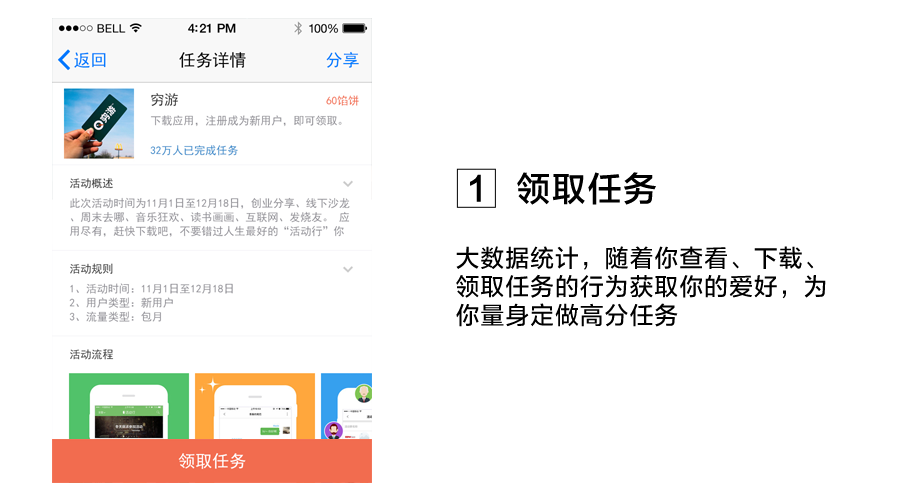 BELL 4:21 PM 100%
返回 任务详情 分享
穷游 60馅饼
下载应用，注册成为新用户，即可领取。
32万人已完成任务
活动概述
此次活动时间为11月1日至12月18日，创业分享、线下沙龙
、周末去哪、音乐狂欢、读书画画、互联网、发烧友。 应
用尽有，赶快下载吧，不要错过人生最好的“活动行”你
活动规则
1、活动时间：11月1日至12月18日
2、用户类型：新用户
3、流量类型：包月
活动流程
领取任务
1 领取任务
大数据统计，随着你查看、下载、
领取任务的行为获取你的爱好，为
你量身定做高分任务